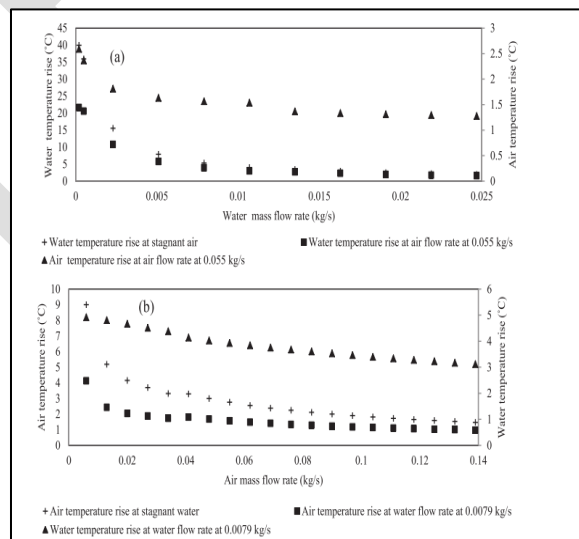 (a)
Water temperature rise (°C)
45
40
35
30
25
20
15
10
5
0
3
2.5
2
1.5
1
0.5
0
Air temperature rise (°C)
0 0.005 0.01 0.015 0.02 0.025
Water mass flow rate (kg/s)
+ Water temperature rise at stagnant air ■ Water temperature rise at air flow rate at 0.055 kg/s
▲ Air temperature rise at air flow rate at 0.055 kg/s
(b)
Air temperature rise (°C)
10
9
8
7
6
5
4
3
2
1
0
6
5
4
3
2
1
0
Water temperature rise (°C)
0 0.02 0.04 0.06 0.08 0.1 0.12 0.14
Air mass flow rate (kg/s)
+ Air temperature rise at stagnant water ■ Air temperature rise at water flow rate at 0.0079 kg/s
▲ Water temperature rise at water flow rate at 0.0079 kg/s